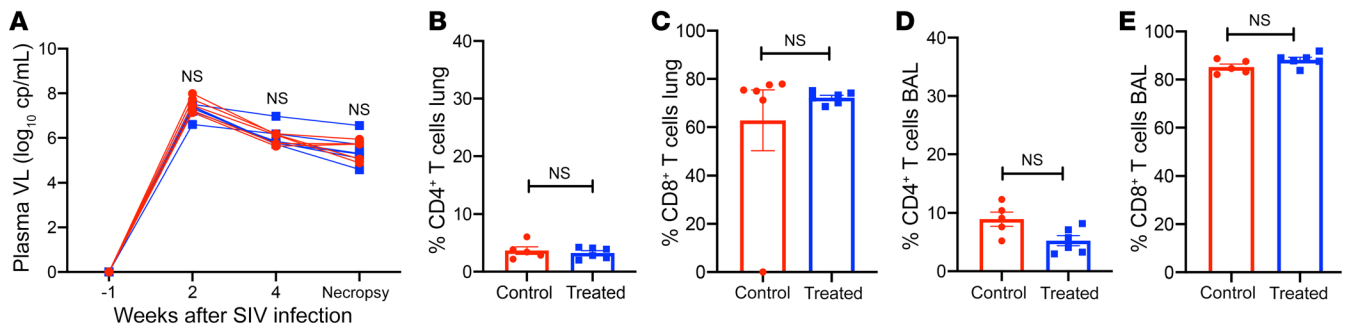 A
Plasma VL (log10 cp/mL)
10
8
6
4
2
0
NS
NS
NS
-1
2
4
Necropsy
Weeks after SIV infection
B
% CD4+ T cells lung
40
30
20
10
0
NS
Control
Treated
C
% CD8+ T cells lung
100
80
60
40
20
0
NS
Control
Treated
D
% CD4+ T cells BAL
40
30
20
10
0
NS
Control
Treated
E
% CD8+ T cells BAL
100
80
60
40
20
0
NS
Control
Treated